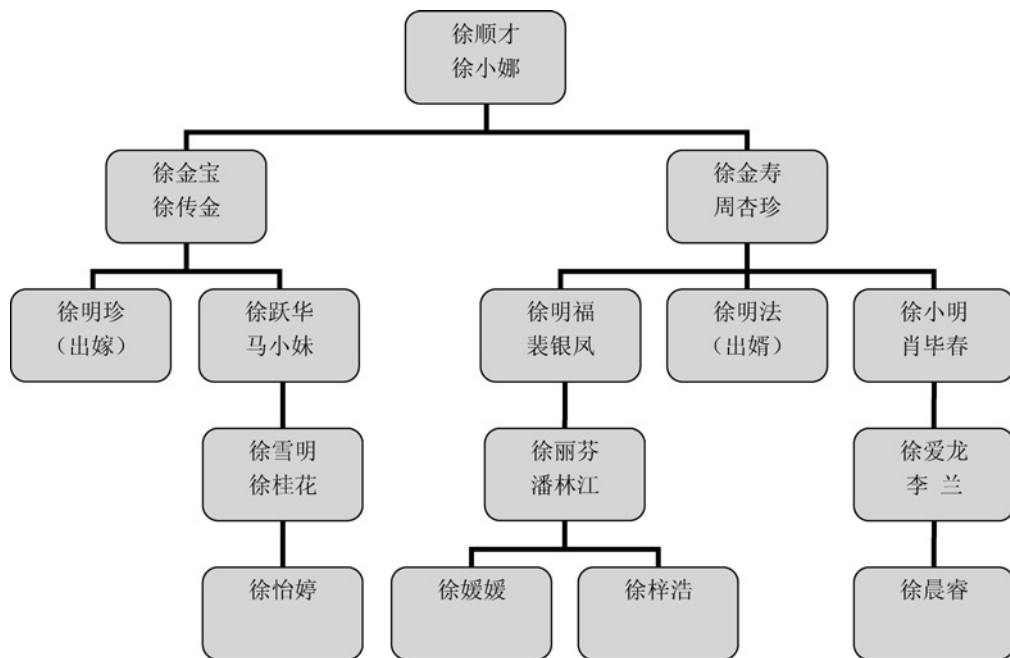 徐顺才
徐小娜
徐金宝
徐传金
徐金寿
周杏珍
徐明珍
（出嫁）
徐跃华
马小妹
徐明福
裴银凤
徐明法
（出婿）
徐小明
肖毕春
徐雪明
徐桂花
徐丽芬
潘林江
徐爱龙
李 兰
徐怡婷
徐媛媛
徐梓浩
徐晨睿